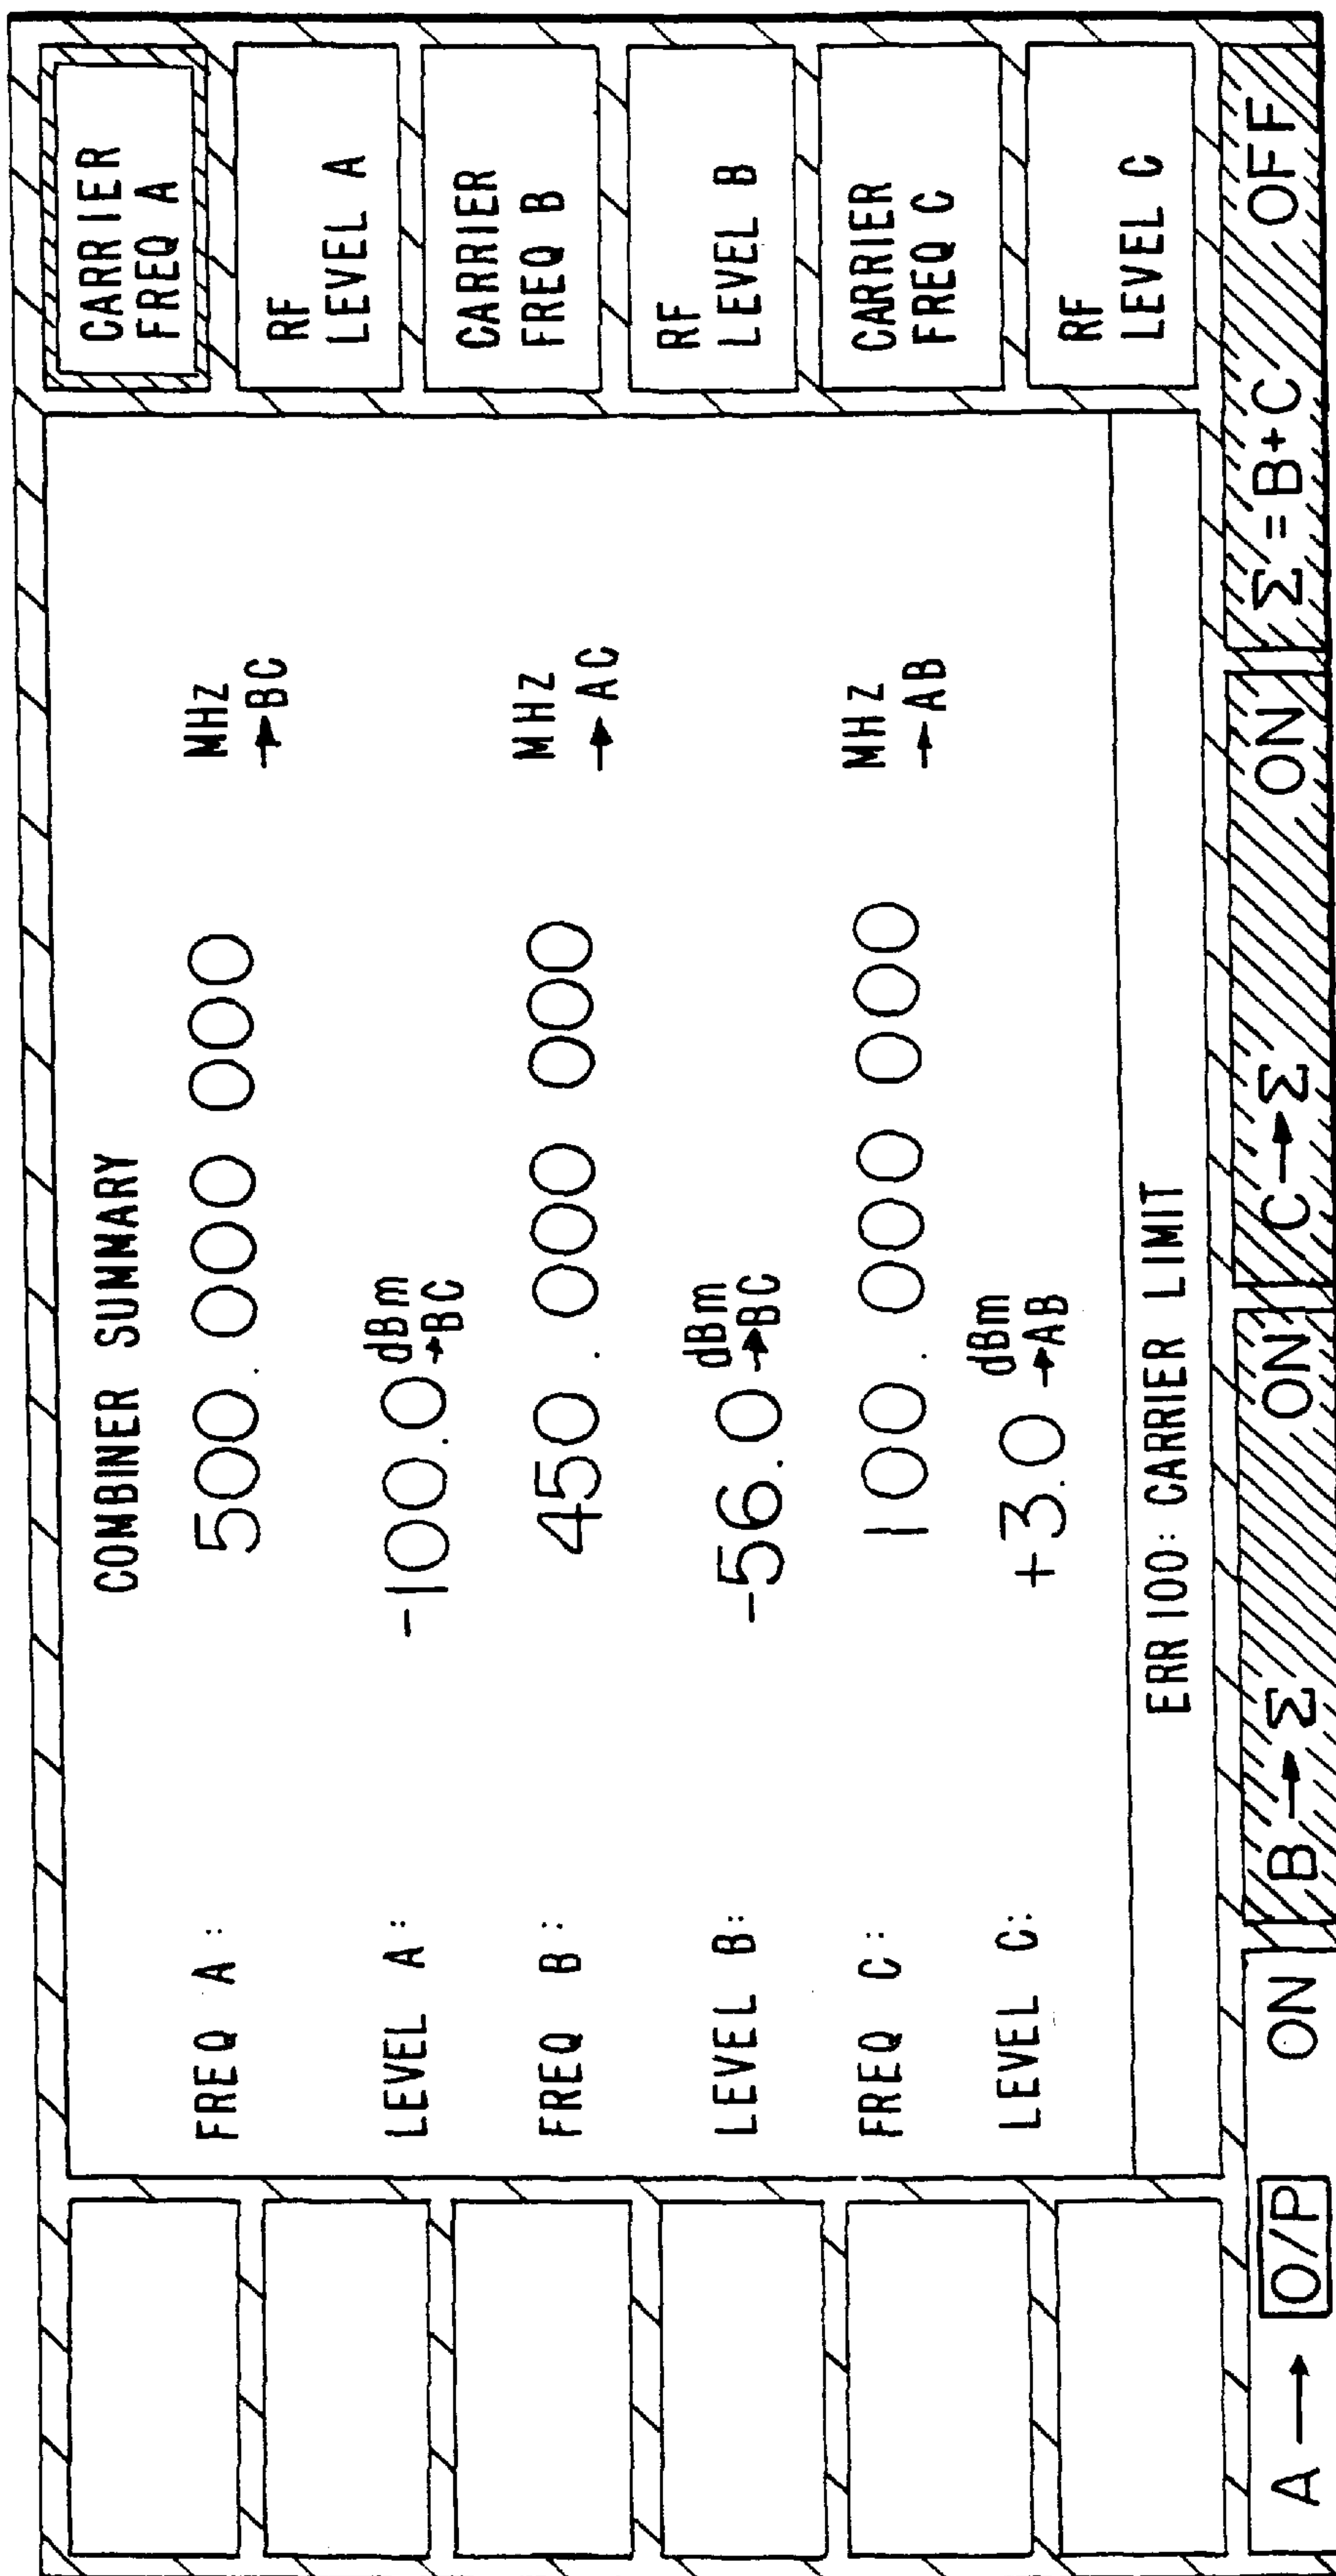 COMBINER SUMMARY
FREQ A: 500.000 000 MHz
→BC
LEVEL A: -100.0 dBm
→BC
FREQ B: 450.000 000 MHz
→AC
LEVEL B: -56.0 dBm
→BC
FREQ C: 100.000 000 MHz
→AB
LEVEL C: +3.0 dBm
→AB
ERR 100: CARRIER LIMIT
CARRIER
FREQ A
RF
LEVEL A
CARRIER
FREQ B
RF
LEVEL B
CARRIER
FREQ C
RF
LEVEL C
A → O/P ON
B → Σ ON
C → Σ ON
Σ = B+C OFF